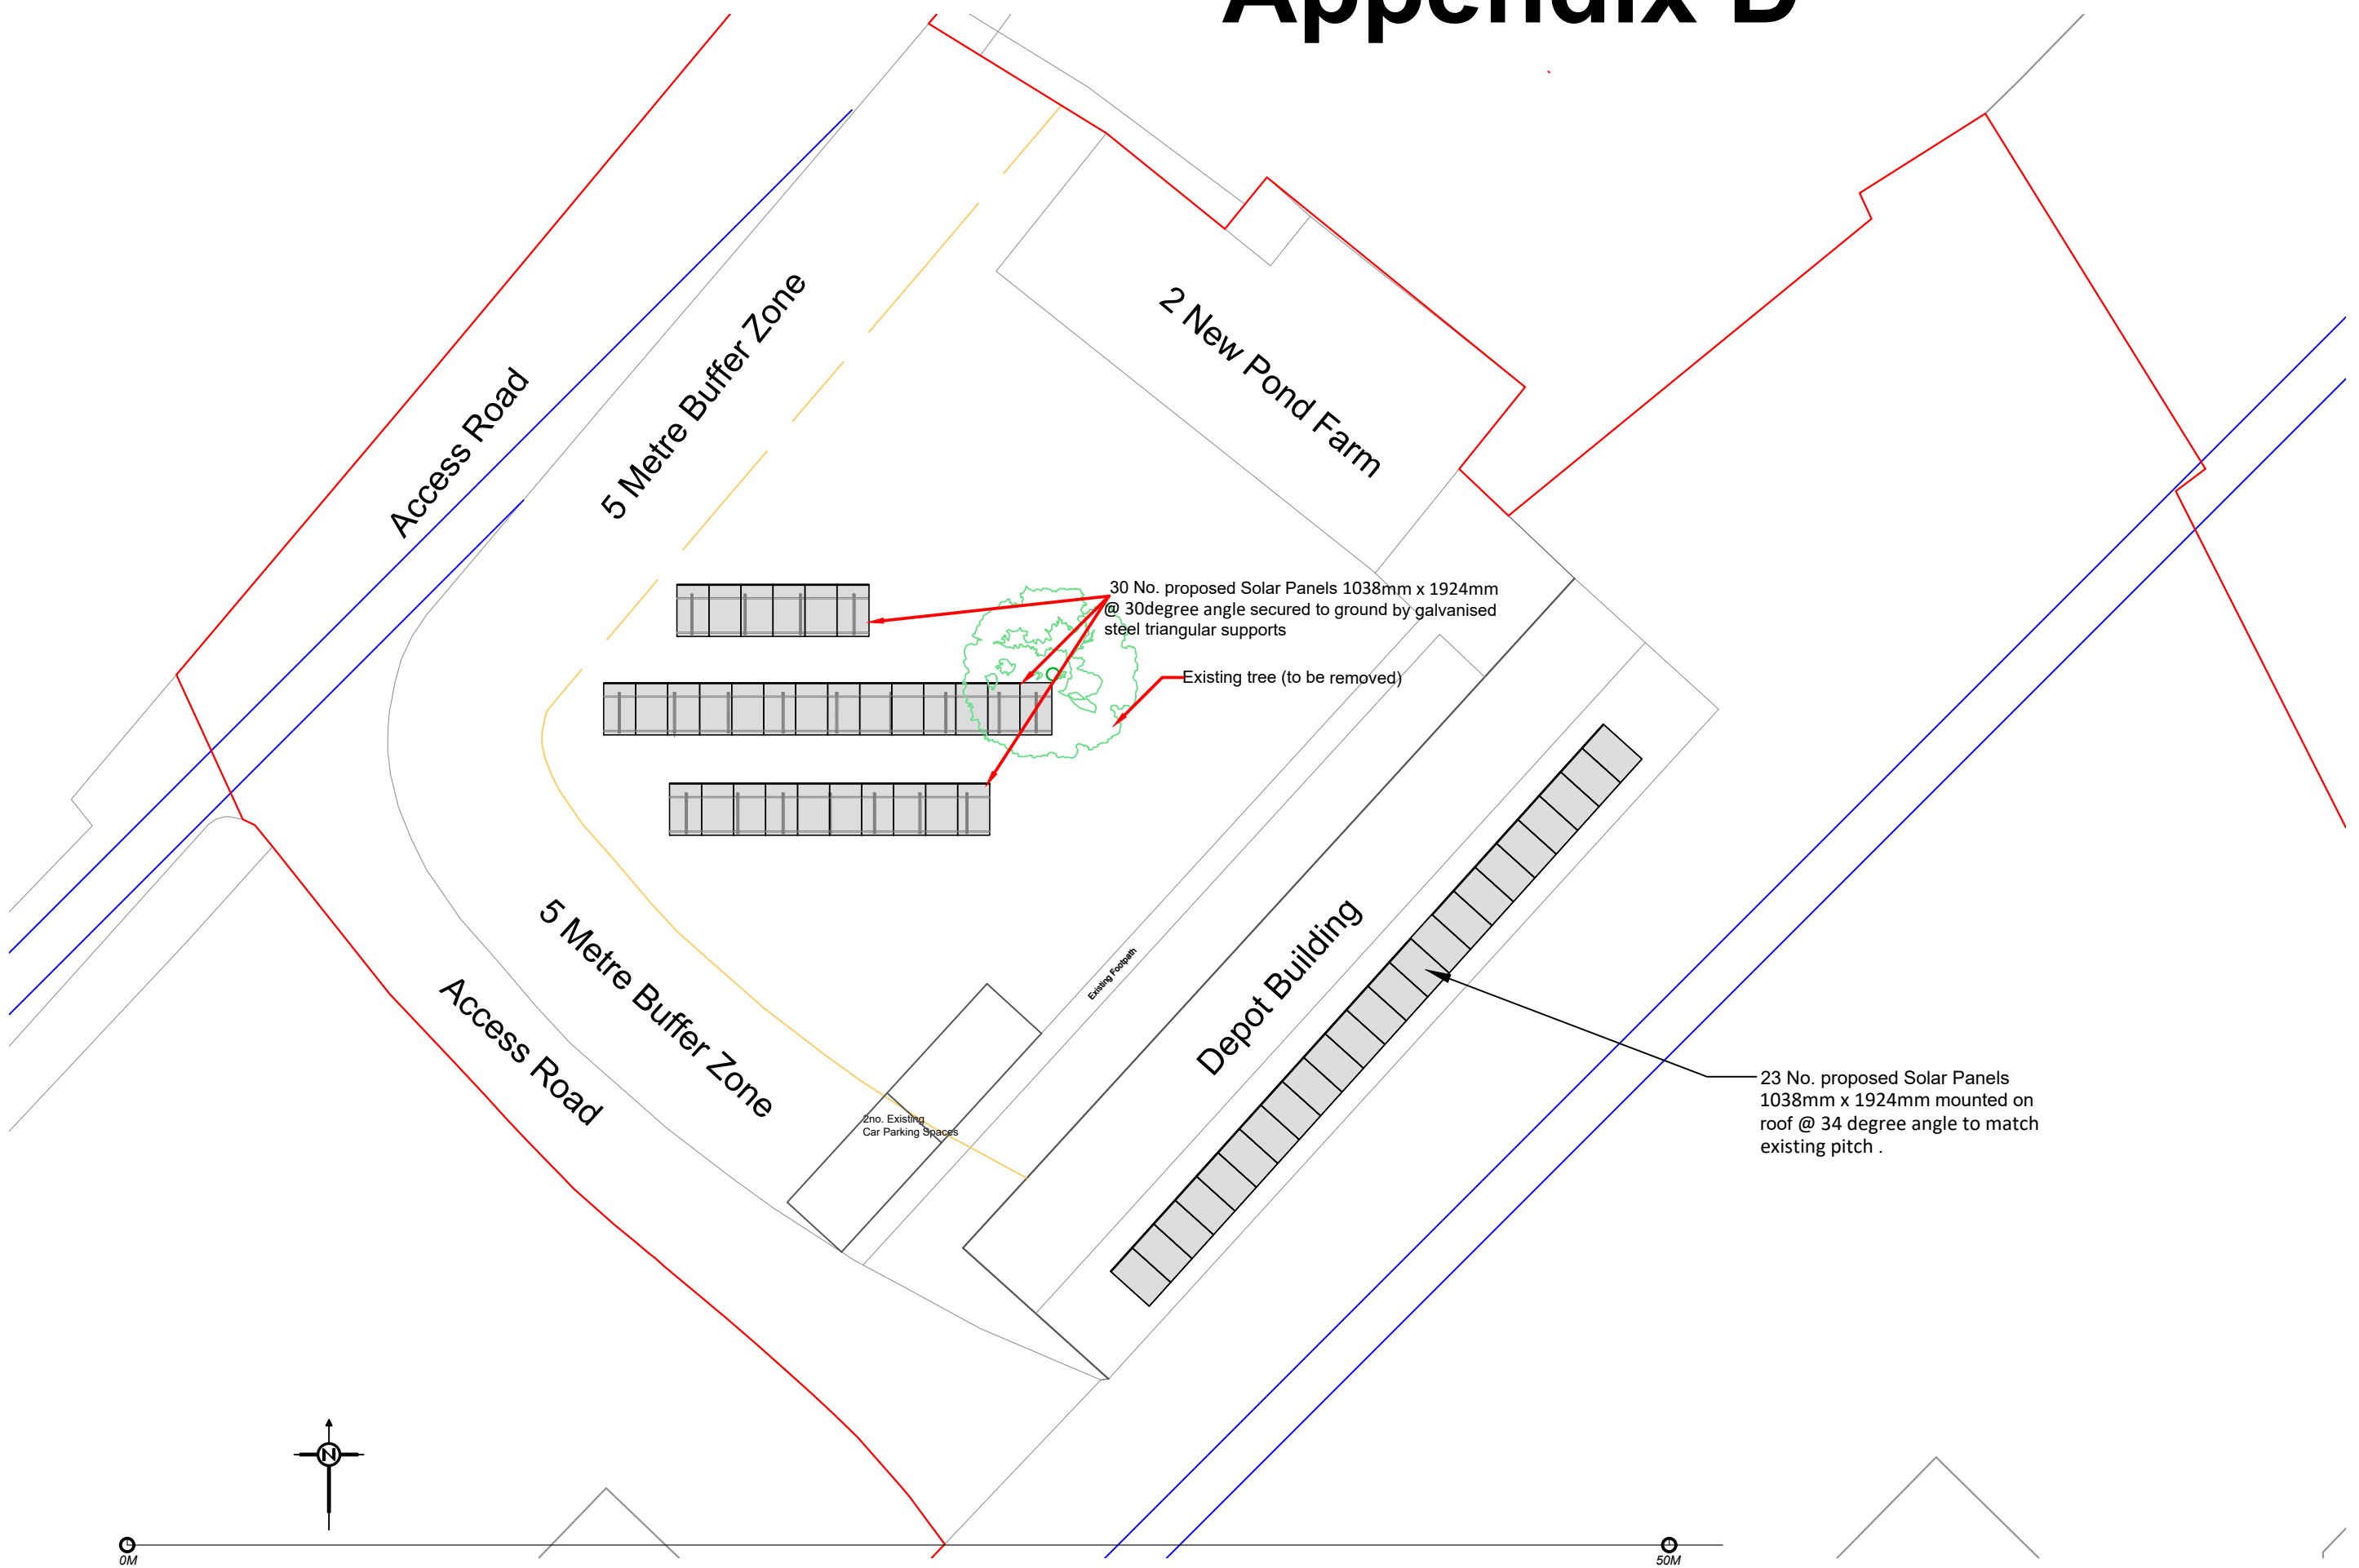 Access Road
5 Metre Buffer Zone
2 New Pond Farm
30 No. proposed Solar Panels 1038mm x 1924mm
@ 30degree angle secured to ground by galvanised
steel triangular supports
Existing tree (to be removed)
5 Metre Buffer Zone
Access Road
Existing Footpath
Depot Building
2no. Existing
Car Parking Spaces
23 No. proposed Solar Panels
1038mm x 1924mm mounted on
roof @ 34 degree angle to match
existing pitch .
N
0M
50M